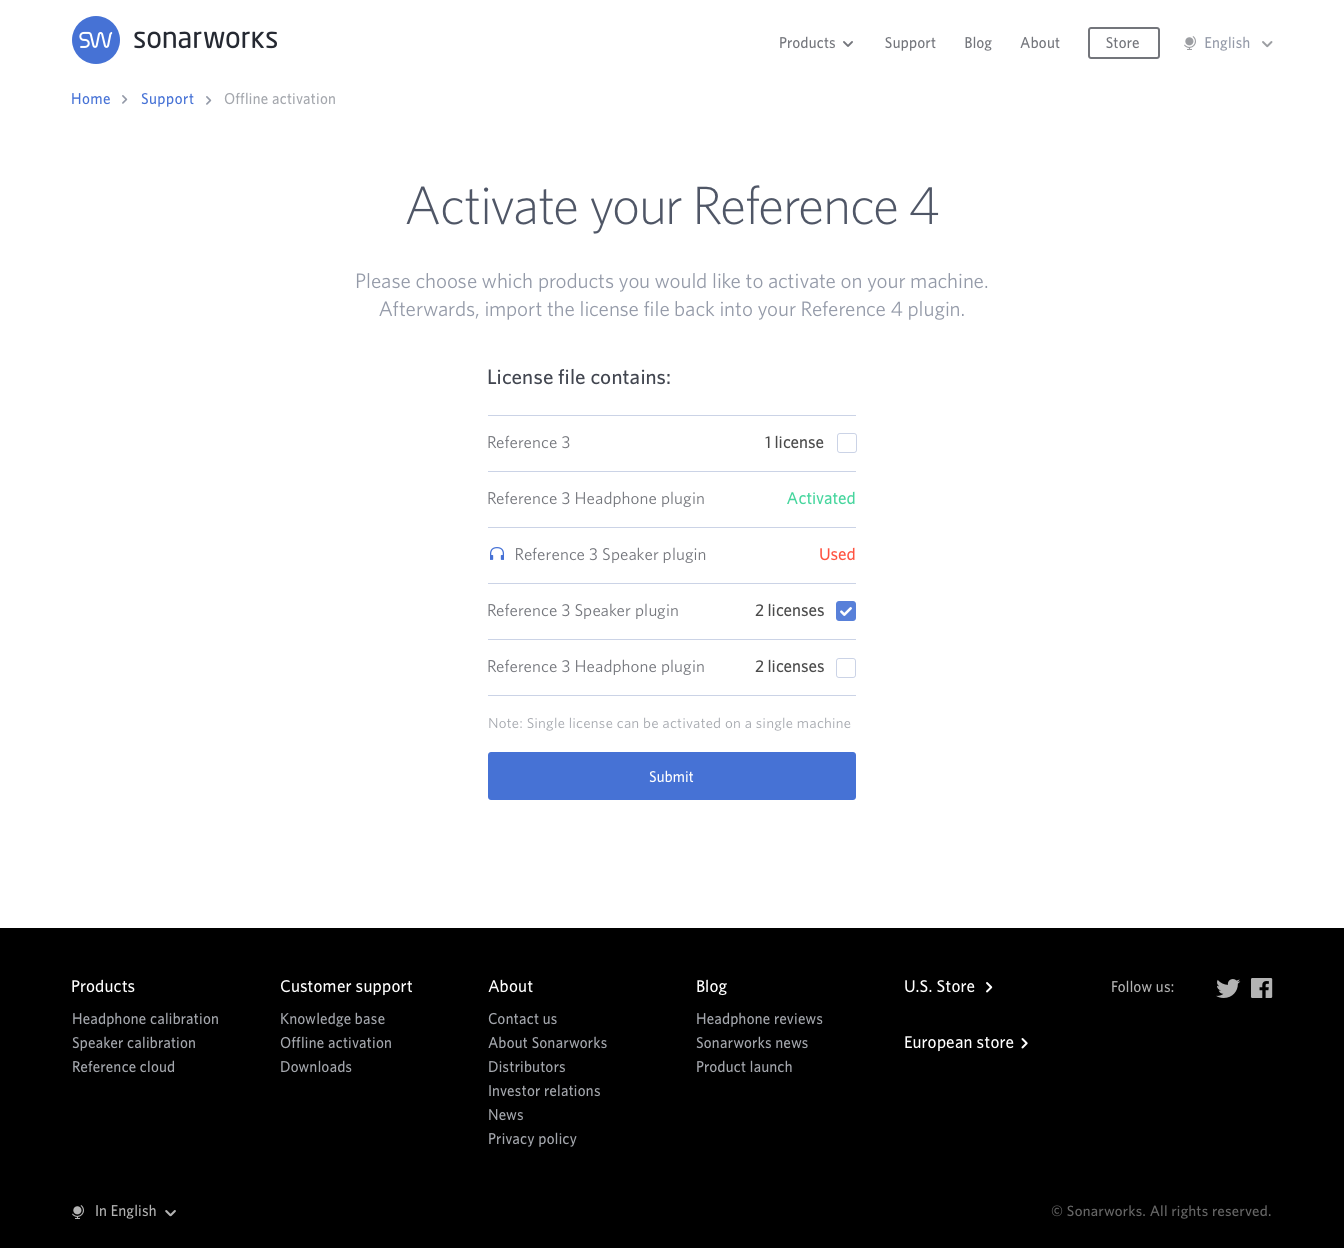 SW sonarworks
Products Support Blog About Store English
Home Support Offline activation
Activate your Reference 4
Please choose which products you would like to activate on your machine.
Afterwards, import the license file back into your Reference 4 plugin.
License file contains:
Reference 3 1 license
Reference 3 Headphone plugin Activated
Reference 3 Speaker plugin Used
Reference 3 Speaker plugin 2 licenses
Reference 3 Headphone plugin 2 licenses
Note: Single license can be activated on a single machine
Submit
Products
Headphone calibration
Speaker calibration
Reference cloud
Customer support
Knowledge base
Offline activation
Downloads
About
Contact us
About Sonarworks
Distributors
Investor relations
News
Privacy policy
Blog
Headphone reviews
Sonarworks news
Product launch
U.S. Store
European store
Follow us:
In English
© Sonarworks. All rights reserved.